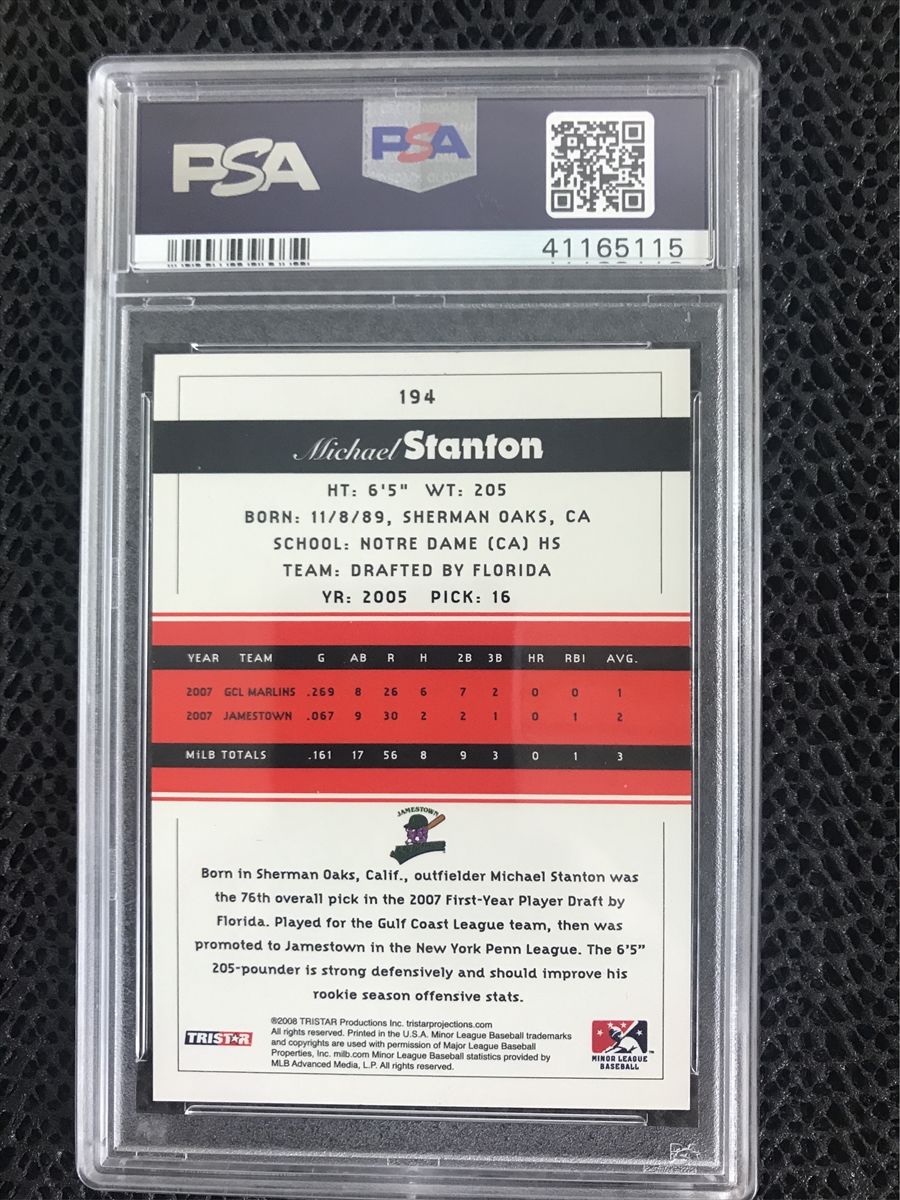 PSA
PSA
41165115
194
Michael Stanton
HT: 6'5" WT: 205
BORN: 11/8/89, SHERMAN OAKS, CA
SCHOOL: NOTRE DAME (CA) HS
TEAM: DRAFTED BY FLORIDA
YR: 2005 PICK: 16
YEAR TEAM G AB R H 2B 3B HR RBI AVG.
2007 GCL MARLINS .269 8 26 6 7 2 0 0 1
2007 JAMESTOWN .067 9 30 2 2 1 0 1 2
MiLB TOTALS .161 17 56 8 9 3 0 1 3
JAMESTOWN
Born in Sherman Oaks, Calif., outfielder Michael Stanton was
the 76th overall pick in the 2007 First-Year Player Draft by
Florida. Played for the Gulf Coast League team, then was
promoted to Jamestown in the New York Penn League. The 6'5"
205-pounder is strong defensively and should improve his
rookie season offensive stats.
®2008 TRISTAR Productions Inc. tristarprojections.com
All rights reserved. Printed in the U.S.A. Minor League Baseball trademarks
and copyrights are used with permission of Major League Baseball
Properties, Inc. milb.com Minor League Baseball statistics provided by
MLB Advanced Media, L.P. All rights reserved.
TRISTAR
MINOR LEAGUE
BASEBALL